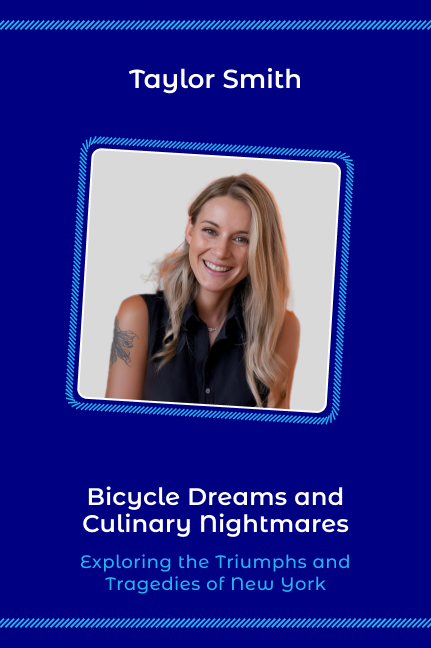 Taylor Smith
Bicycle Dreams and
Culinary Nightmares
Exploring the Triumphs and
Tragedies of New York